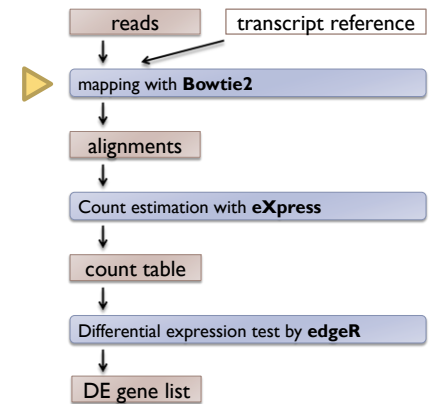 reads
transcript reference
mapping with Bowtie2
alignments
Count estimation with eXpress
count table
Differential expression test by edgeR
DE gene list